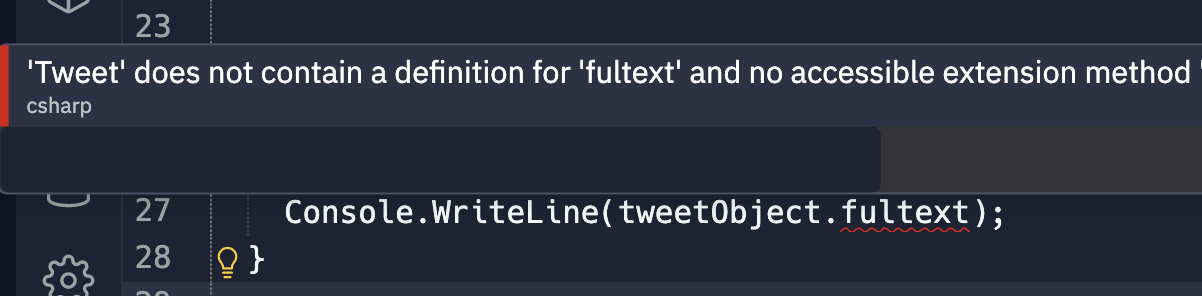 23
'Tweet' does not contain a definition for 'fultext' and no accessible extension method '
csharp
27 Console.WriteLine(tweetObject.fultext);
28 }